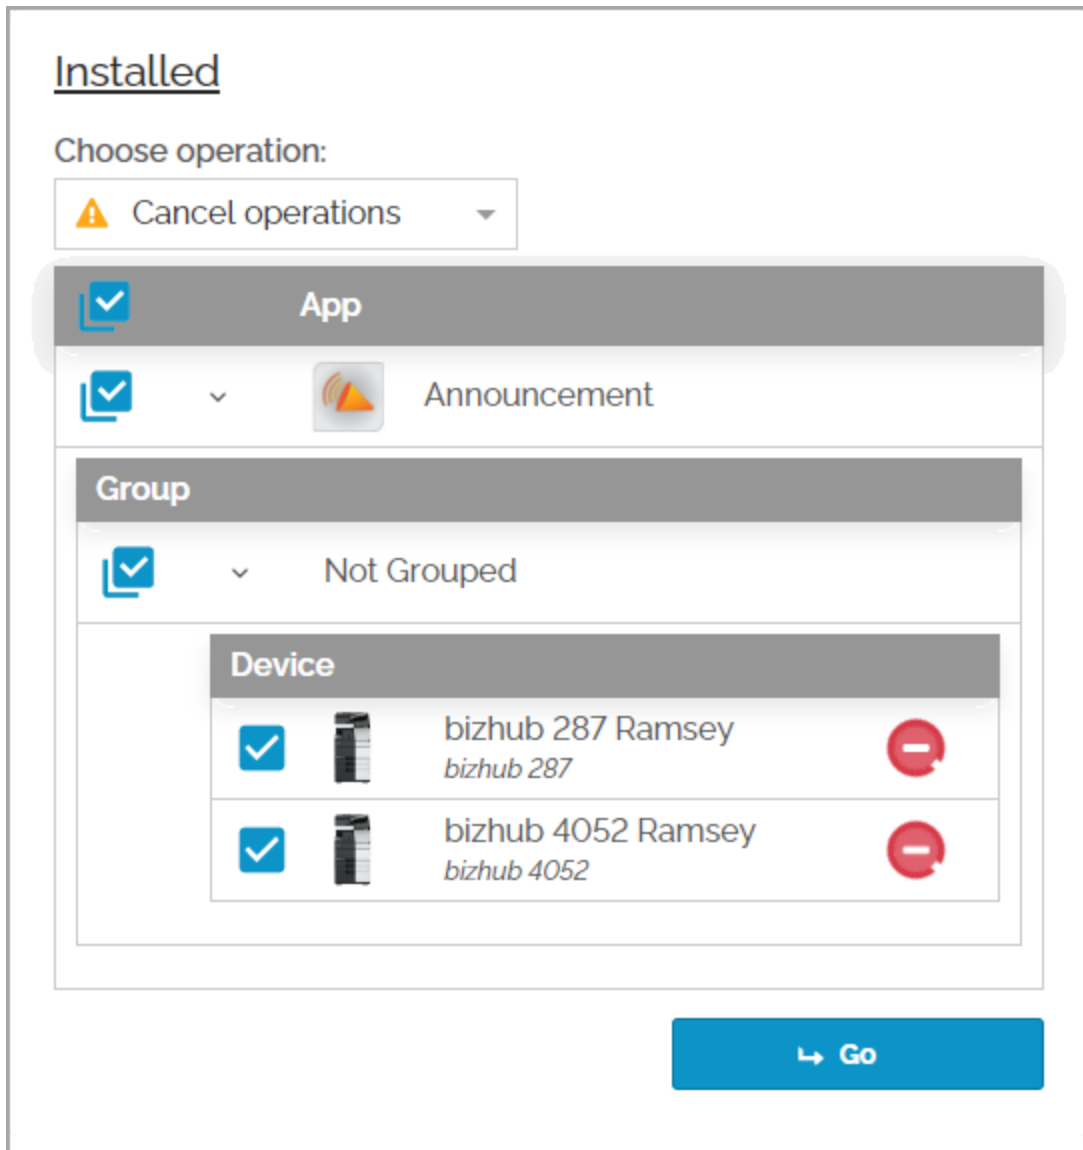 Installed
Choose operation:
Cancel operations
App
Announcement
Group
Not Grouped
Device
bizhub 287 Ramsey
bizhub 287
bizhub 4052 Ramsey
bizhub 4052
Go